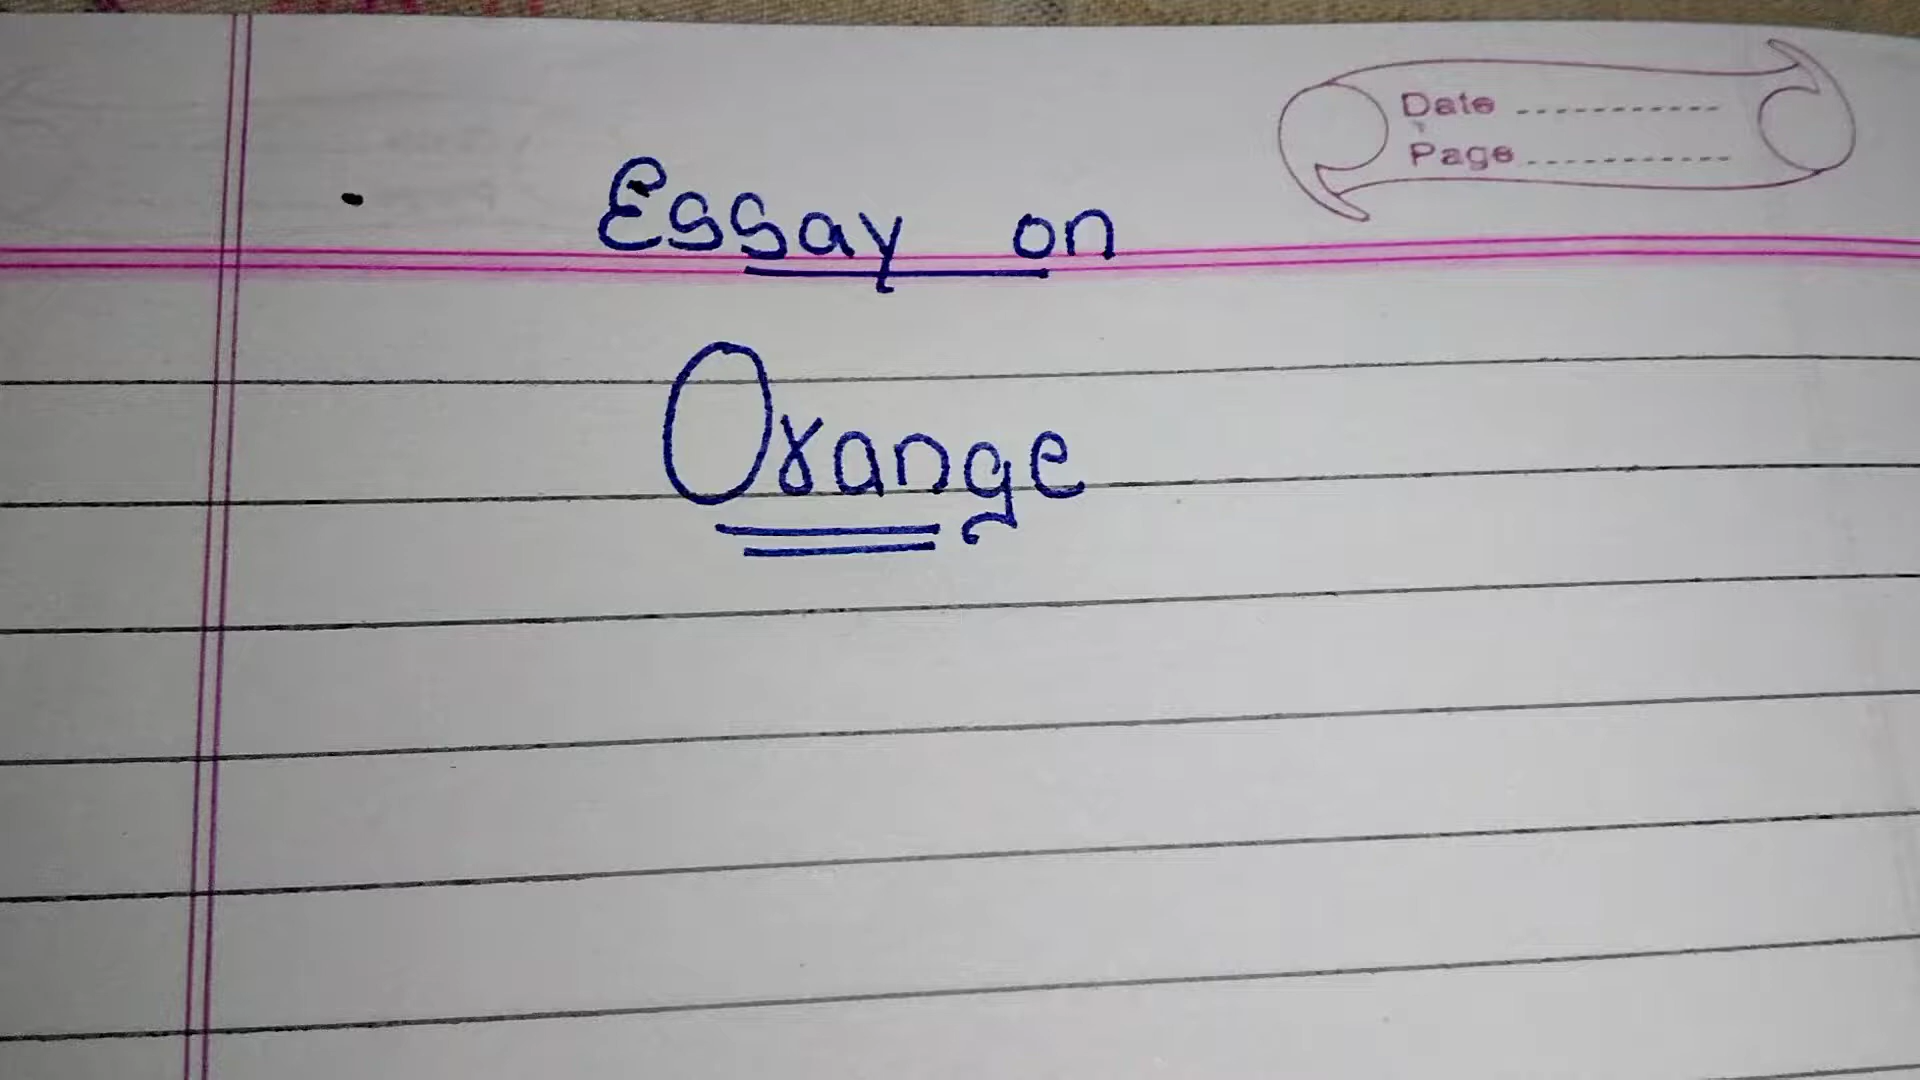 Date ............
Page ............
Essay on
Orange